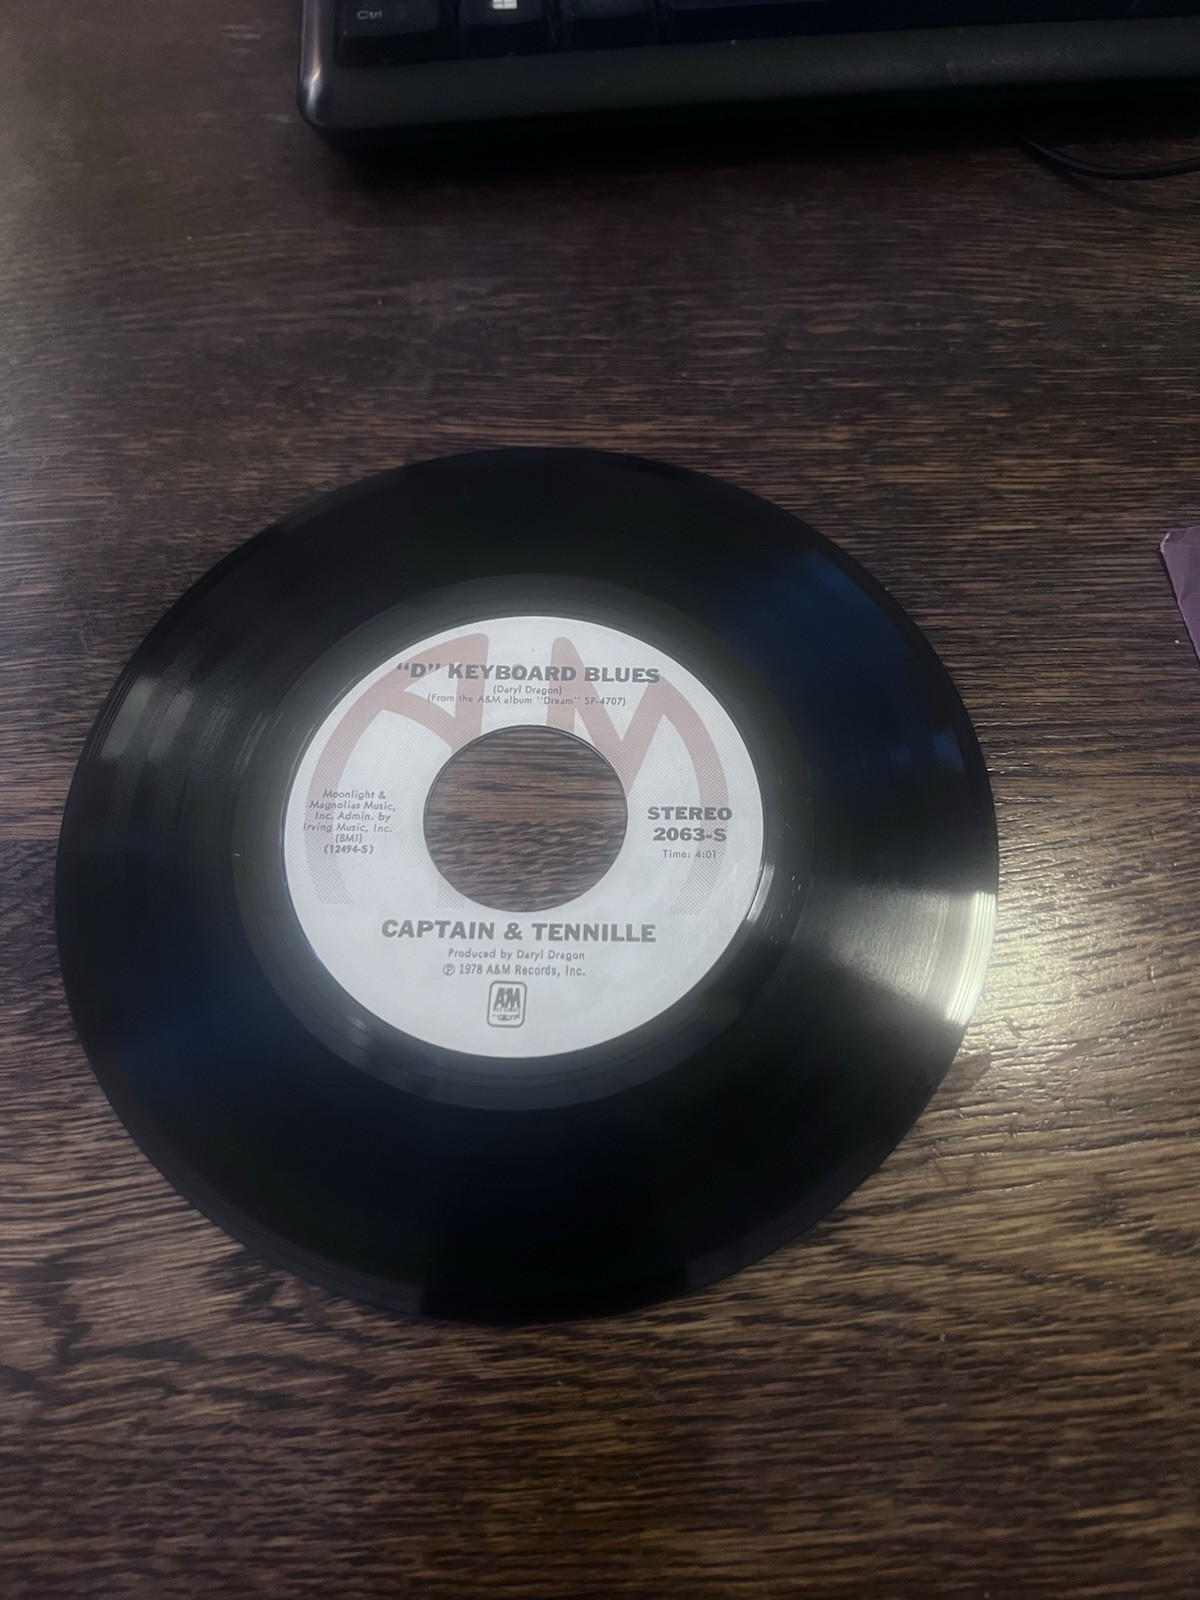 Ctrl
"D" KEYBOARD BLUES
(Daryl Dragon)
(From the A&M album "Dream" SP-4707)
Moonlight &
Magnolias Music,
Inc. Admin. by
Irving Music, Inc.
(BMI)
(12494-S)
STEREO
2063-S
Time: 4:01
CAPTAIN & TENNILLE
Produced by Daryl Dragon
℗ 1978 A&M Records, Inc.
A&M
RECORDS